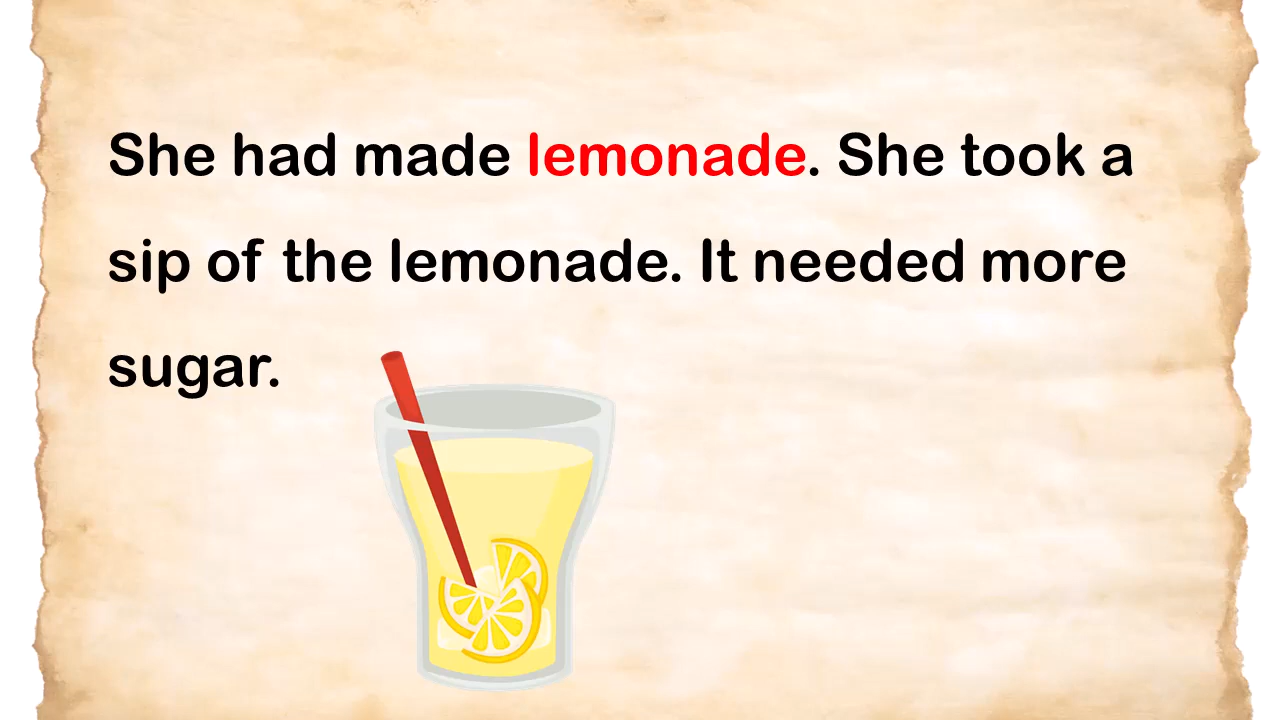 She had made lemonade. She took a
sip of the lemonade. It needed more
sugar.